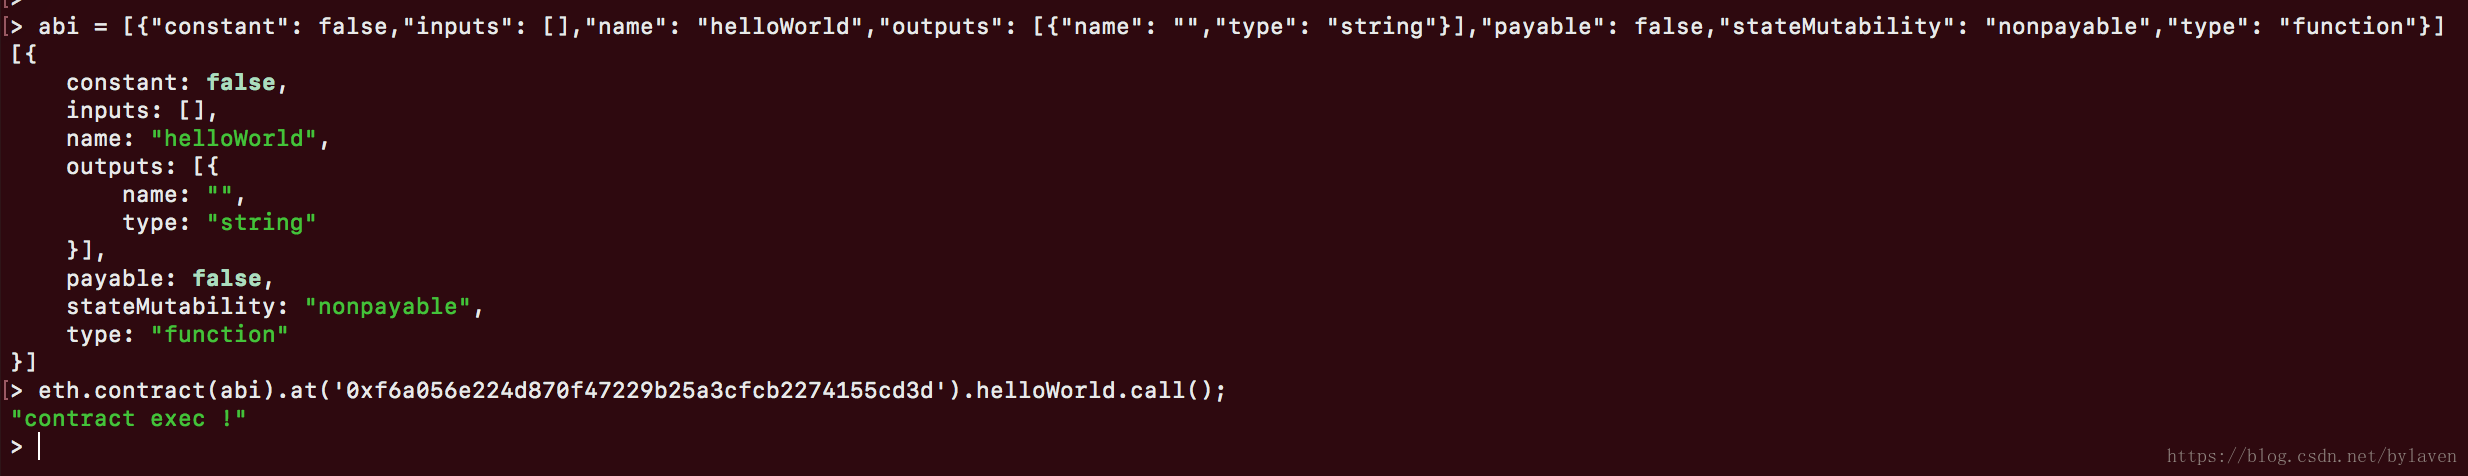 [>
[> abi = [{"constant": false,"inputs": [],"name": "helloWorld","outputs": [{"name": "","type": "string"}],"payable": false,"stateMutability": "nonpayable","type": "function"}]
[{
    constant: false,
    inputs: [],
    name: "helloWorld",
    outputs: [{
        name: "",
        type: "string"
    }],
    payable: false,
    stateMutability: "nonpayable",
    type: "function"
}]
[> eth.contract(abi).at('0xf6a056e224d870f47229b25a3cfcb2274155cd3d').helloWorld.call();
"contract exec !"
>
https://blog.csdn.net/bylaven